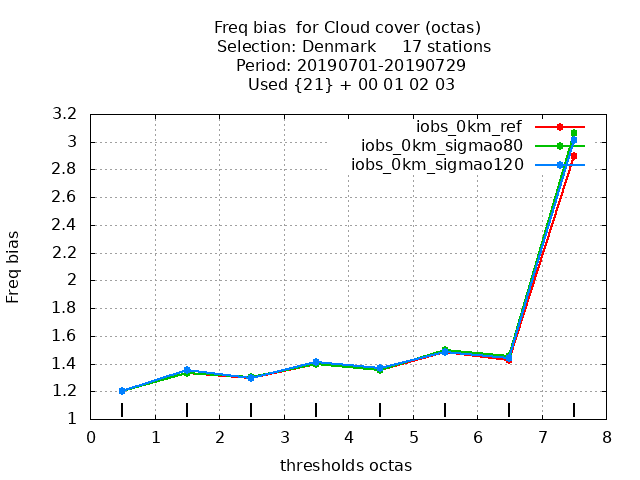 Freq bias  for Cloud cover (octas)
Selection: Denmark     17 stations
Period: 20190701-20190729
Used {21} + 00 01 02 03
iobs_0km_ref
iobs_0km_sigmao80
iobs_0km_sigmao120
3.2
3
2.8
2.6
2.4
2.2
2
1.8
1.6
1.4
1.2
1
Freq bias
0 1 2 3 4 5 6 7 8
thresholds octas